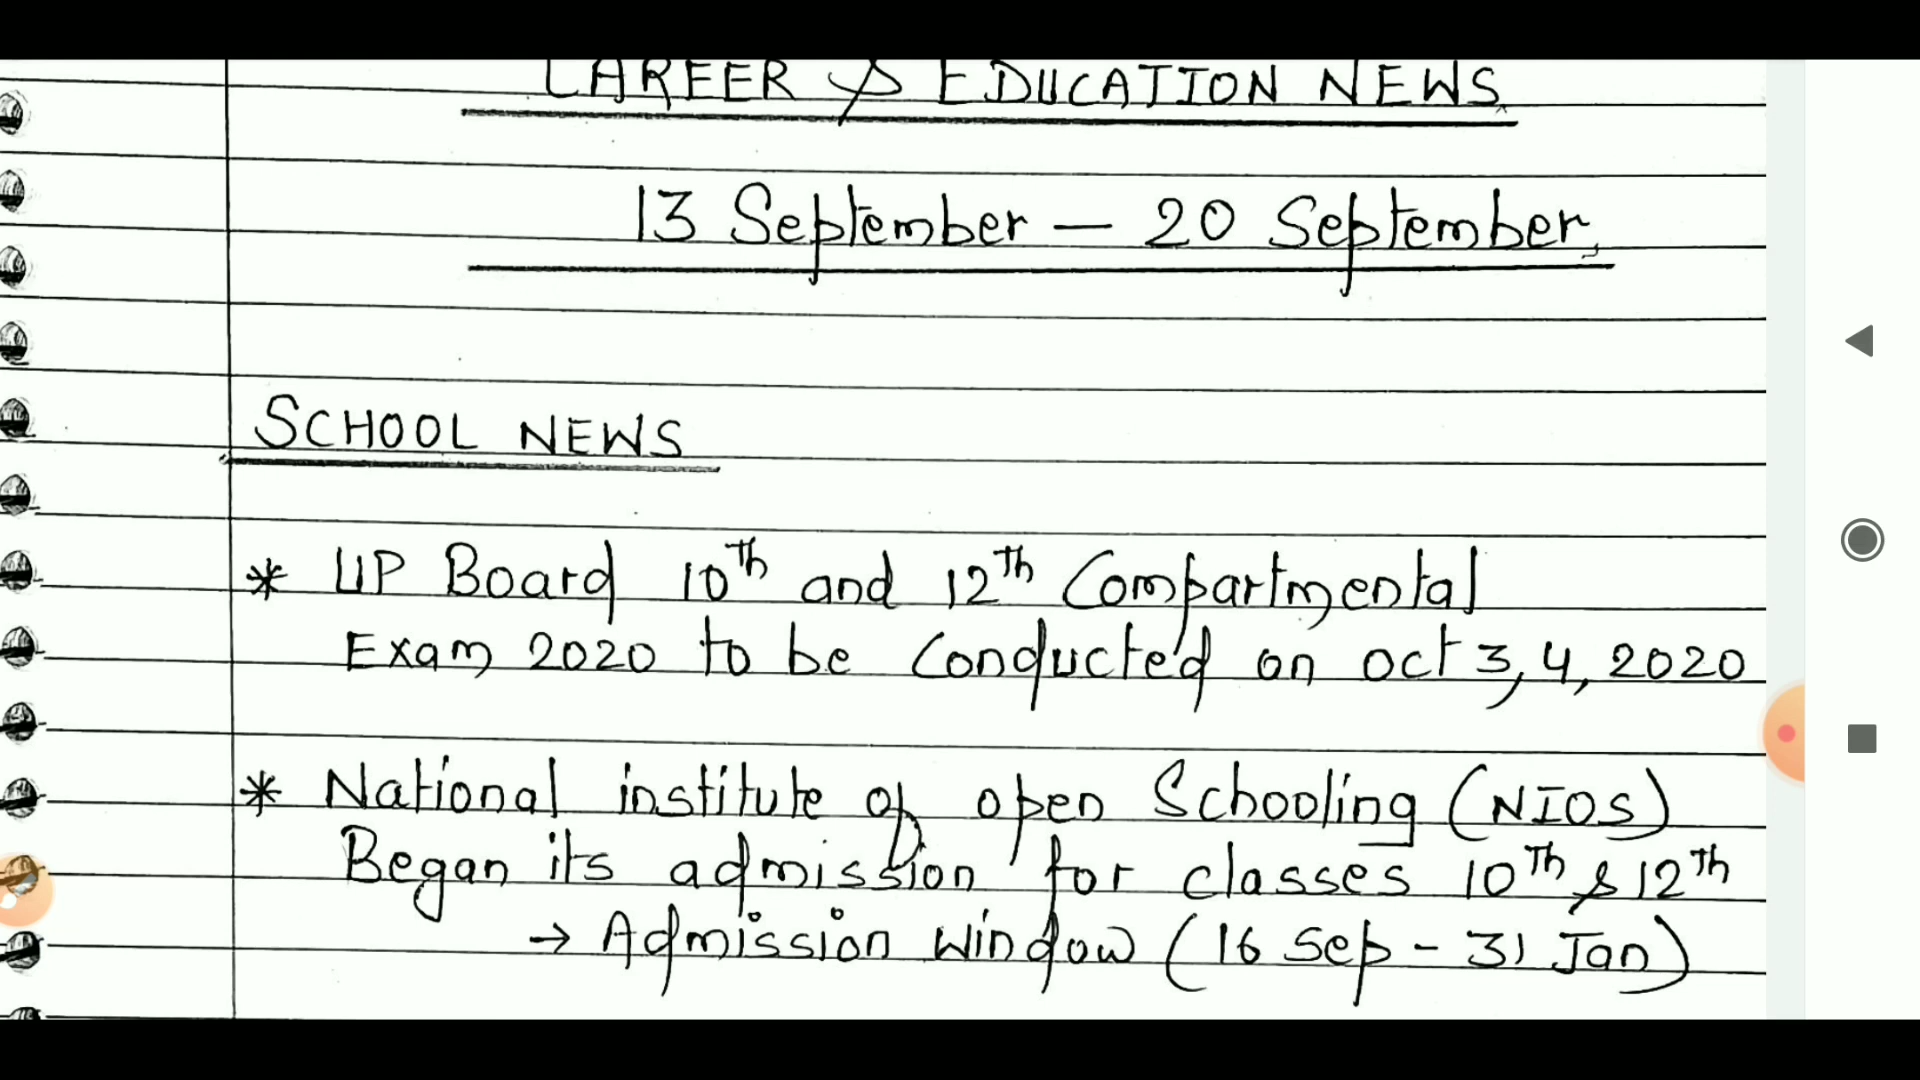 CAREER & EDUCATION NEWS
13 September — 20 September
SCHOOL NEWS
* UP Board 10th and 12th Compartmental
Exam 2020 to be Conducted on oct 3, 4, 2020
* National institute of open Schooling (NIOS)
Began its admission for classes 10Th & 12th
→ Admission window (16 Sep - 31 Jan)